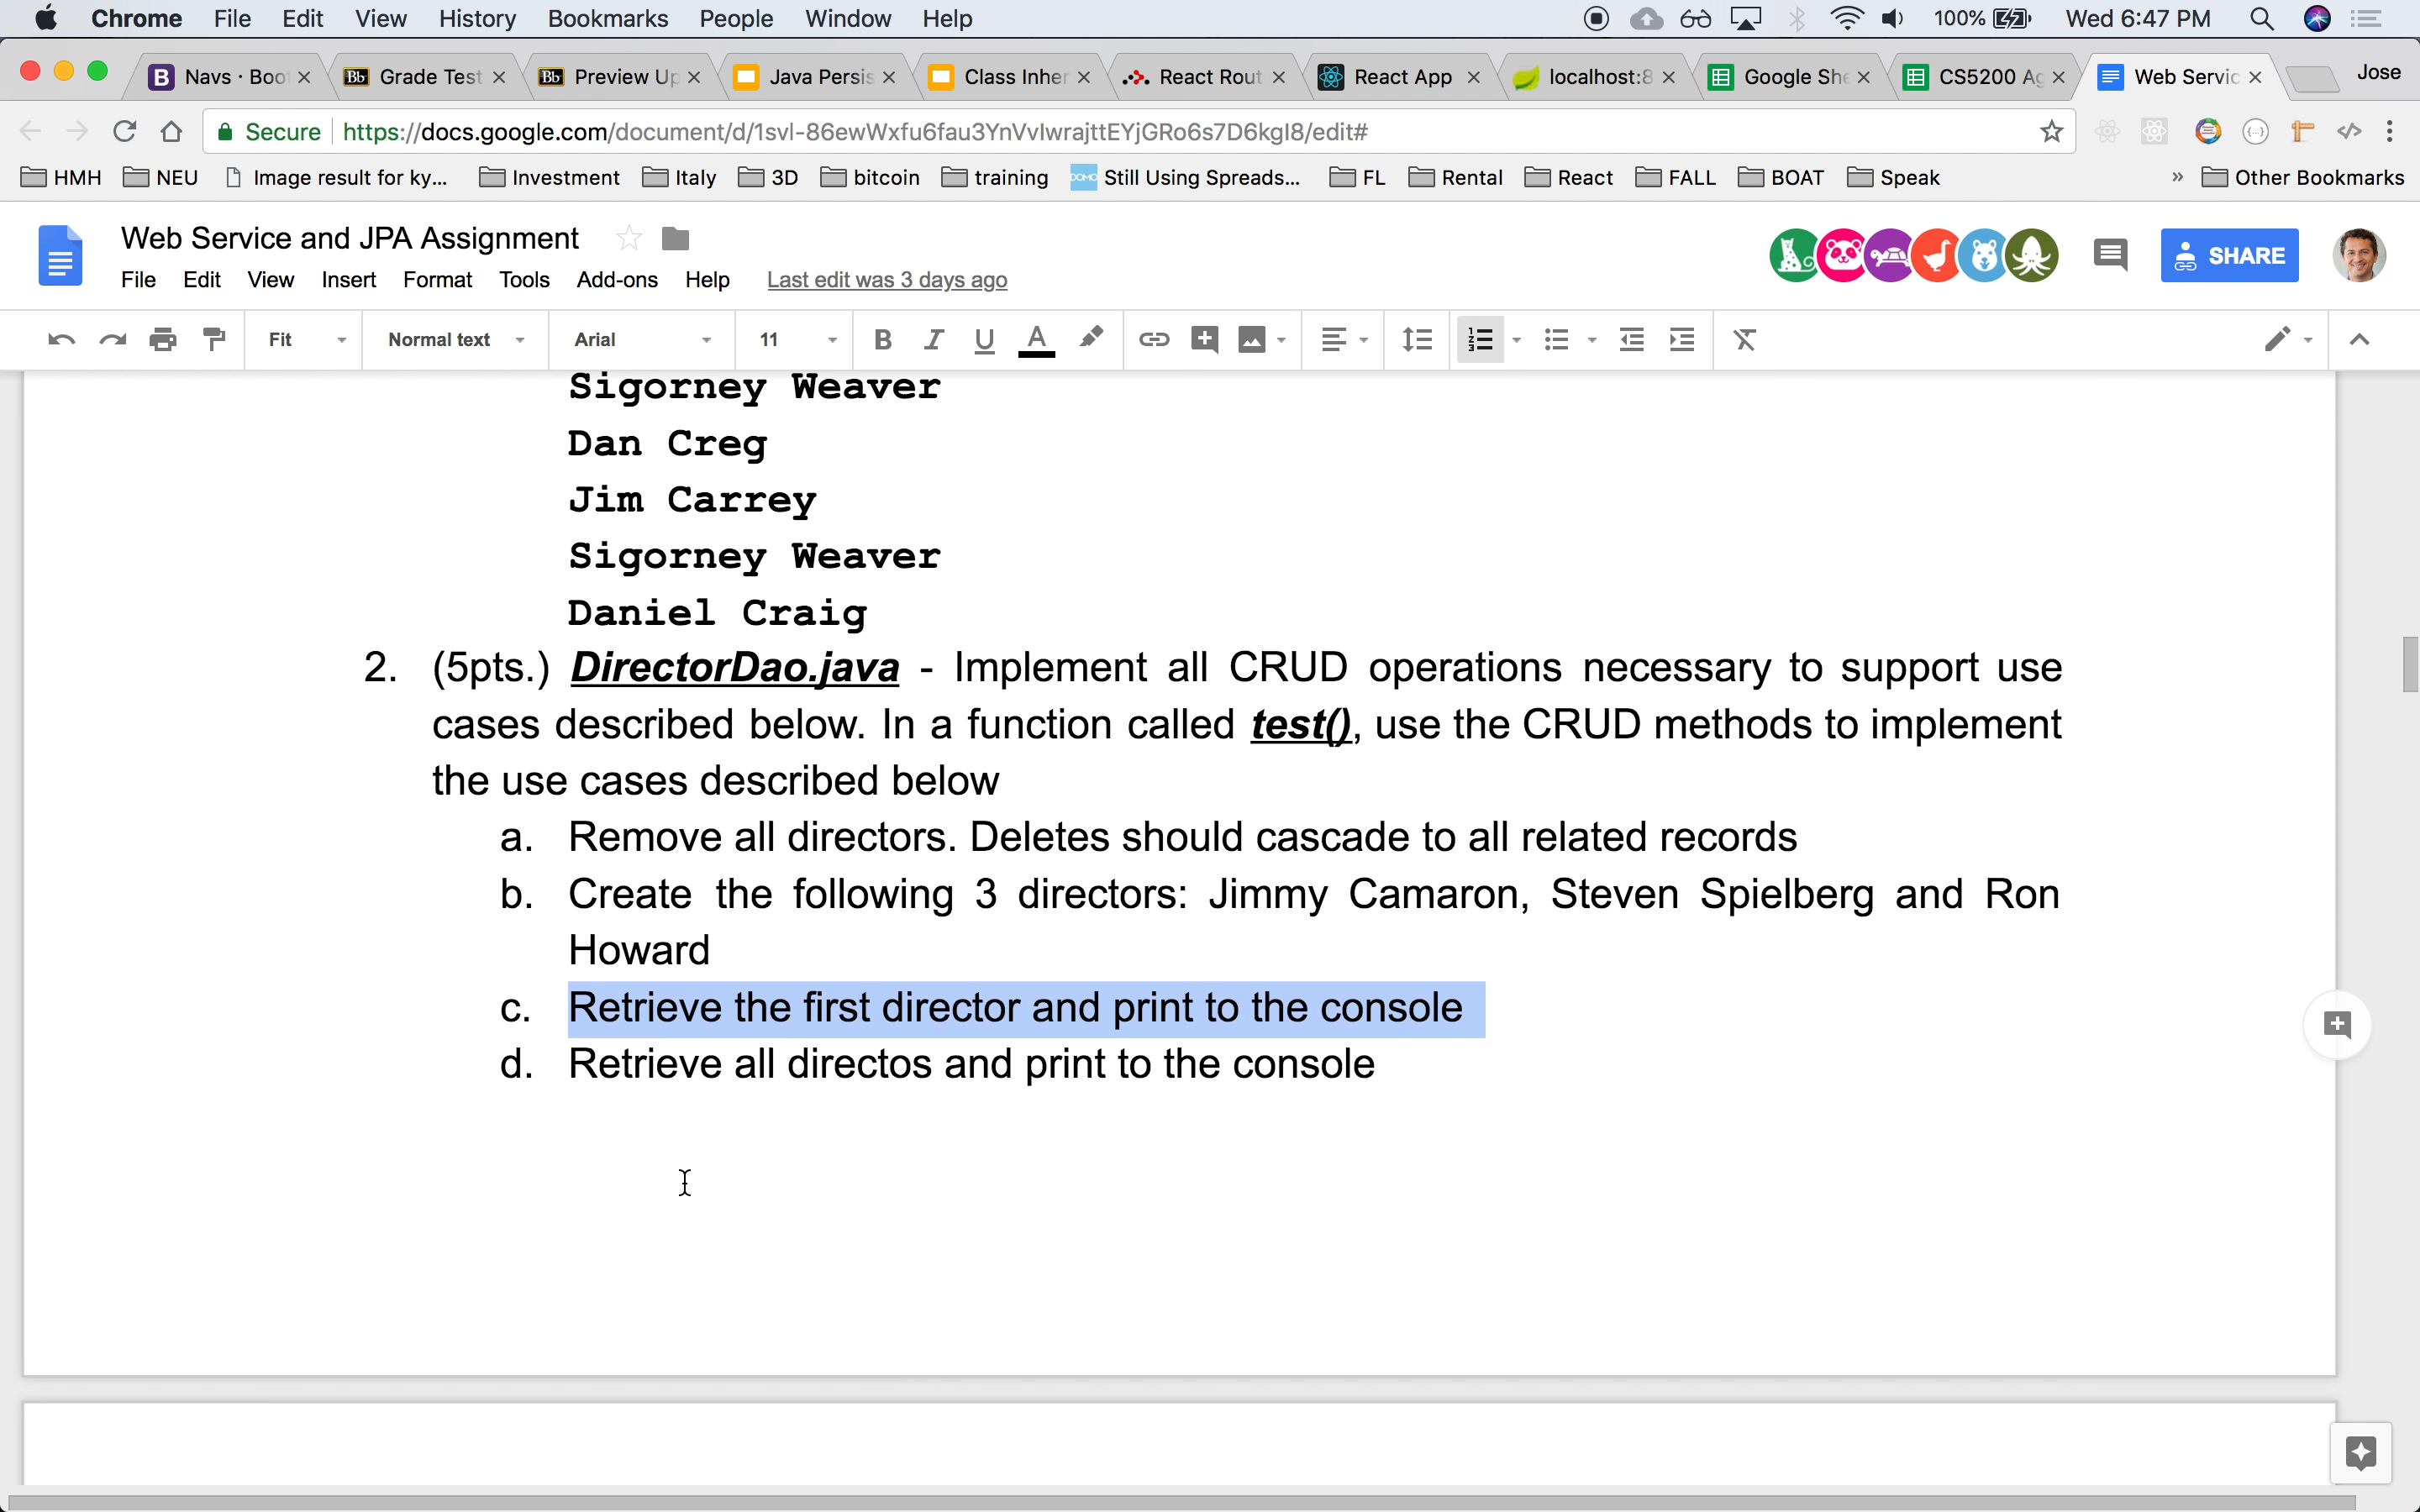 Chrome File Edit View History Bookmarks People Window Help 100% Wed 6:47 PM
Navs · Boo Grade Test Preview Up Java Persis Class Inher React Rout React App localhost:8 Google She CS5200 Ag Web Servic Jose
Secure https://docs.google.com/document/d/1svl-86ewWxfu6fau3YnVvlwrajttEYjGRo6s7D6kgl8/edit#
HMH NEU Image result for ky... Investment Italy 3D bitcoin training DOMO Still Using Spreads... FL Rental React FALL BOAT Speak » Other Bookmarks
Web Service and JPA Assignment
File Edit View Insert Format Tools Add-ons Help Last edit was 3 days ago
SHARE
Fit Normal text Arial 11 B I U A
Sigorney Weaver
Dan Creg
Jim Carrey
Sigorney Weaver
Daniel Craig
2. (5pts.) DirectorDao.java - Implement all CRUD operations necessary to support use
cases described below. In a function called test(), use the CRUD methods to implement
the use cases described below
a. Remove all directors. Deletes should cascade to all related records
b. Create the following 3 directors: Jimmy Camaron, Steven Spielberg and Ron
Howard
c. Retrieve the first director and print to the console
d. Retrieve all directos and print to the console